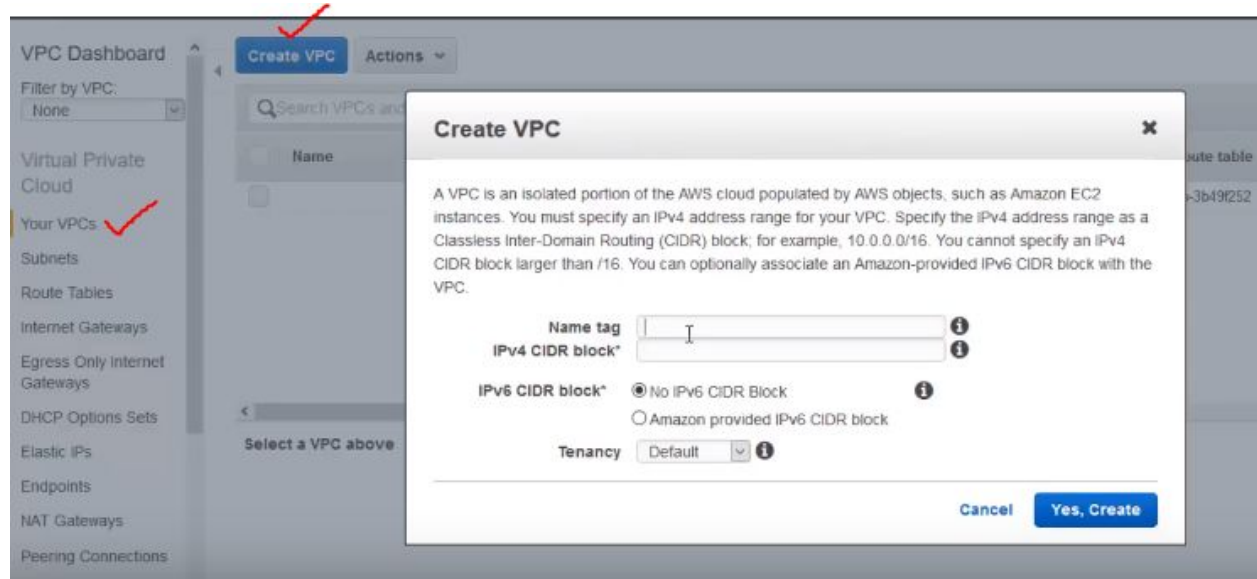 VPC Dashboard
Filter by VPC:
None
Virtual Private
Cloud
Your VPCs
Subnets
Route Tables
Internet Gateways
Egress Only Internet
Gateways
DHCP Options Sets
Elastic IPs
Endpoints
NAT Gateways
Peering Connections
Create VPC Actions
Search VPCs and
Name
Select a VPC above
Create VPC
A VPC is an isolated portion of the AWS cloud populated by AWS objects, such as Amazon EC2
instances. You must specify an IPv4 address range for your VPC. Specify the IPv4 address range as a
Classless Inter-Domain Routing (CIDR) block; for example, 10.0.0.0/16. You cannot specify an IPv4
CIDR block larger than /16. You can optionally associate an Amazon-provided IPv6 CIDR block with the
VPC.
Name tag
IPv4 CIDR block*
IPv6 CIDR block* No IPv6 CIDR Block
Amazon provided IPv6 CIDR block
Tenancy Default
Cancel Yes, Create
table
-3b49f252